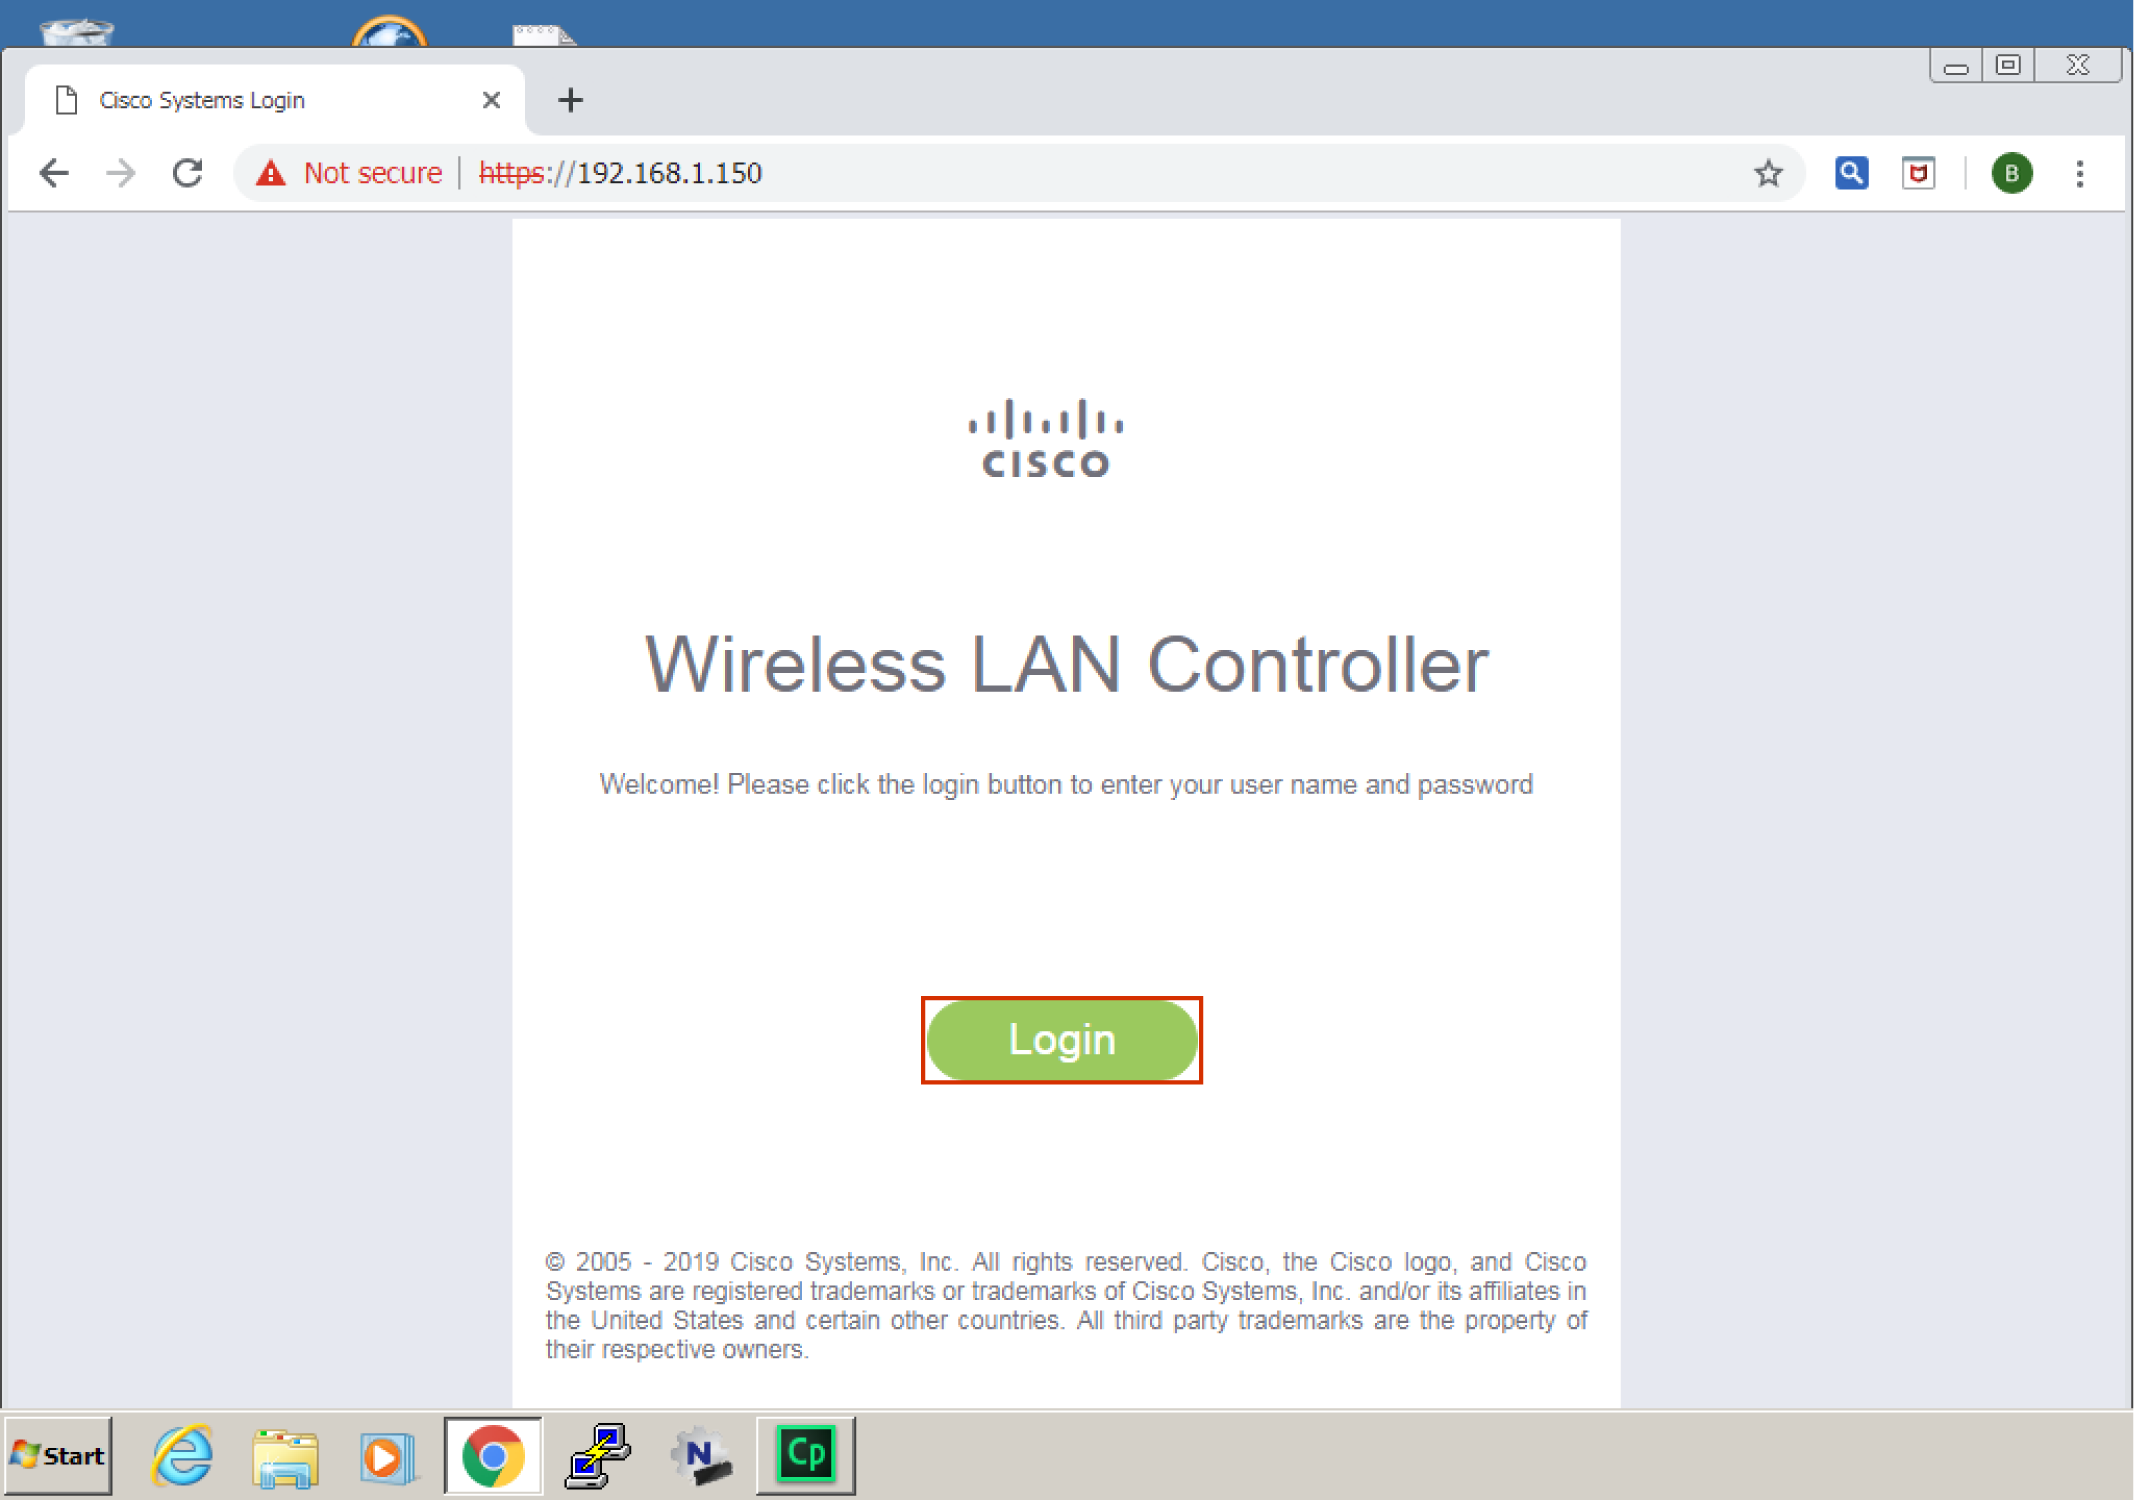 Cisco Systems Login
Not secure
https://192.168.1.150
B
CISCO
Wireless LAN Controller
Welcome! Please click the login button to enter your user name and password
Login
© 2005 - 2019 Cisco Systems, Inc. All rights reserved. Cisco, the Cisco logo, and Cisco
Systems are registered trademarks or trademarks of Cisco Systems, Inc. and/or its affiliates in
the United States and certain other countries. All third party trademarks are the property of
their respective owners.
Start
N
Cp